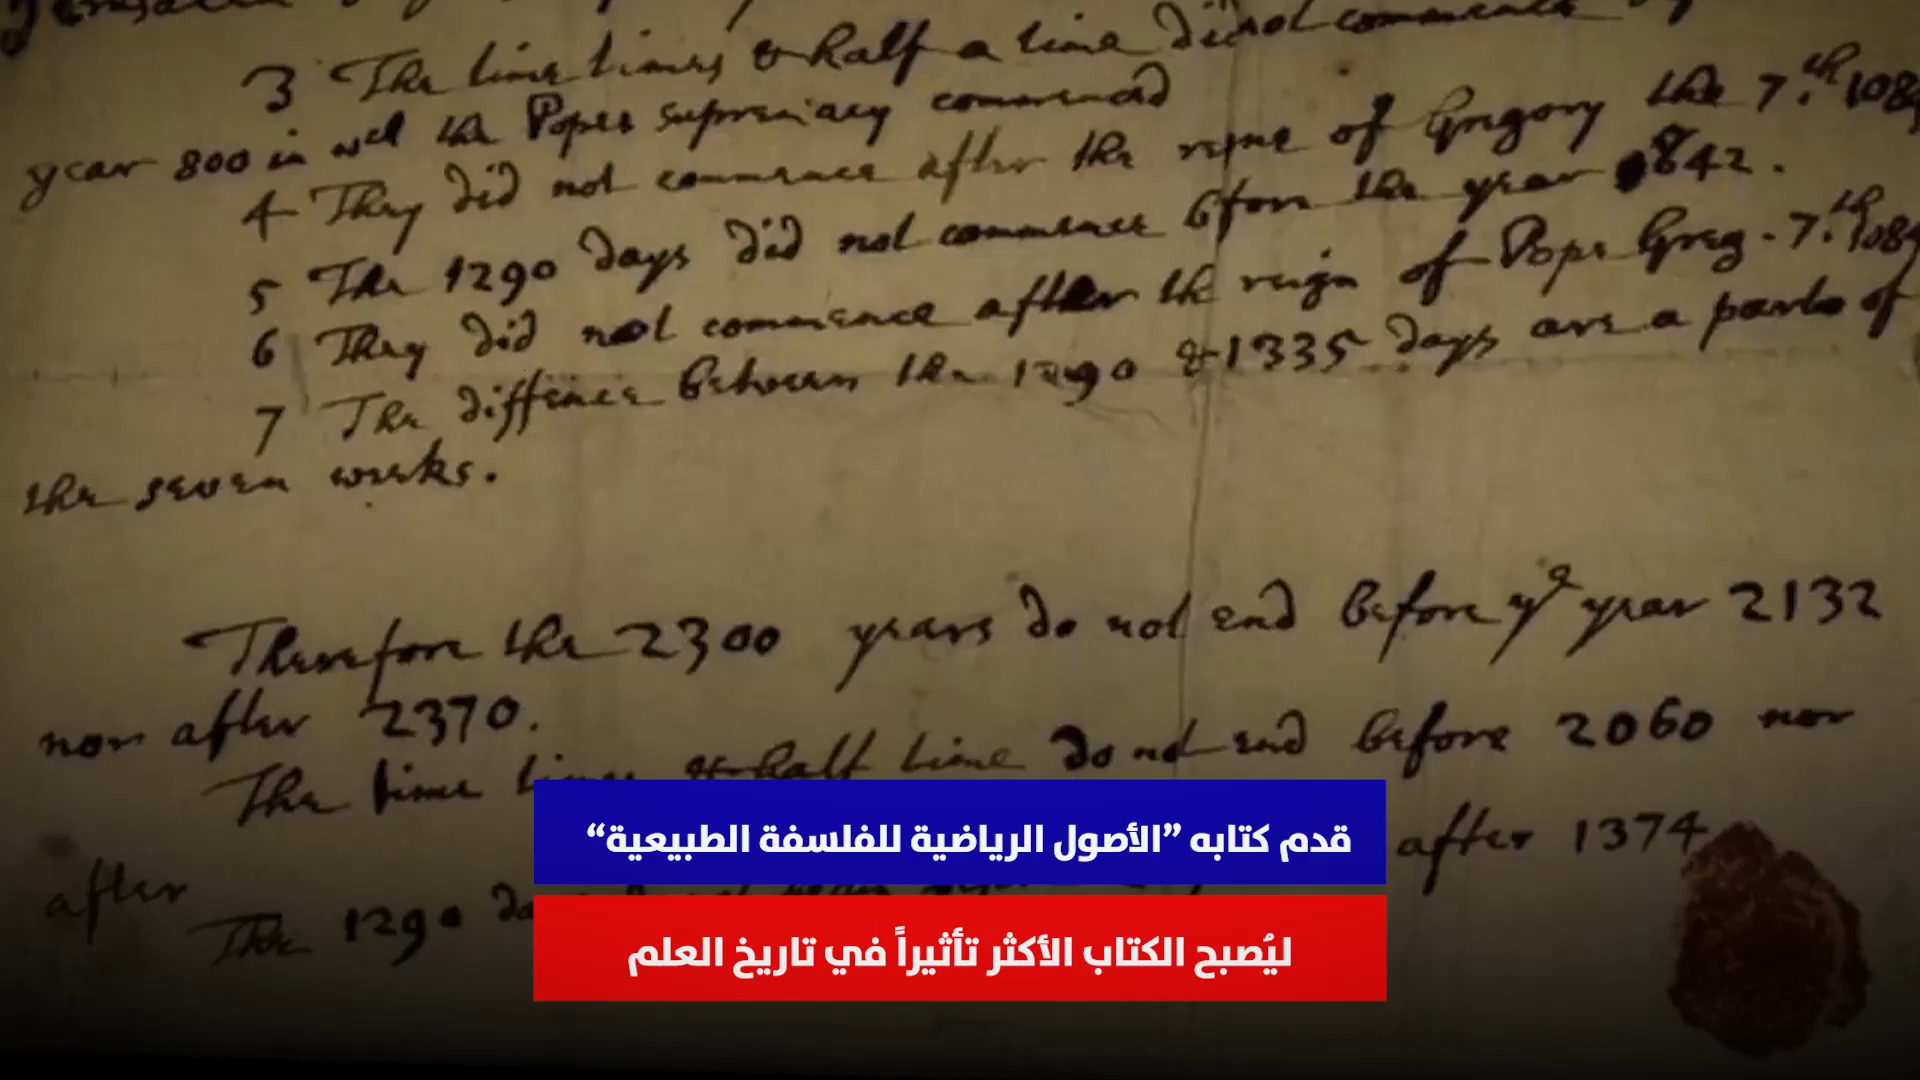 3 The time times & half a time did not commence
year 800 in wch the Popes supremacy commenced
4 They did not commence after the reigne of Gregory the 7.th 1084
5 The 1290 days did not commence before the year 842.
6 They did not commence after the reign of Pope Greg. 7.th 1084
7 The diffence between the 1290 & 1335 days are a parts of
the seven weeks.
Therefore the 2300 years do not end before ye year 2132
nor after 2370.
The time & half time do not end before 2060 nor
after
The 1290 after 1374
قدم كتابه ”الأصول الرياضية للفلسفة الطبيعية“
ليُصبح الكتاب الأكثر تأثيراً في تاريخ العلم